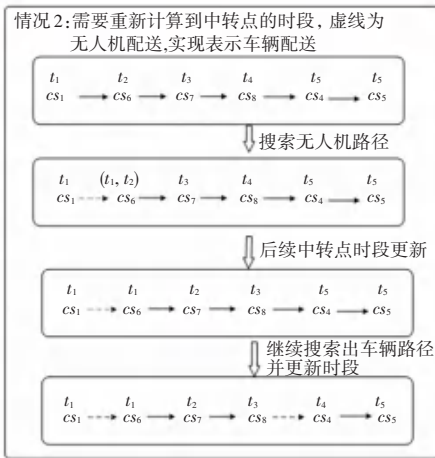 情况2:需要重新计算到中转点的时段, 虚线为
无人机配送,实现表示车辆配送
t₁ t₂ t₃ t₄ t₅ t₅
cs₁ cs₆ cs₇ cs₈ cs₄ cs₅
搜索无人机路径
t₁ (t₁, t₂) t₃ t₄ t₅ t₅
cs₁ cs₆ cs₇ cs₈ cs₄ cs₅
后续中转点时段更新
t₁ t₁ t₂ t₃ t₅ t₅
cs₁ cs₆ cs₇ cs₈ cs₄ cs₅
继续搜索出车辆路径
并更新时段
t₁ t₁ t₂ t₃ t₄ t₅
cs₁ cs₆ cs₇ cs₈ cs₄ cs₅